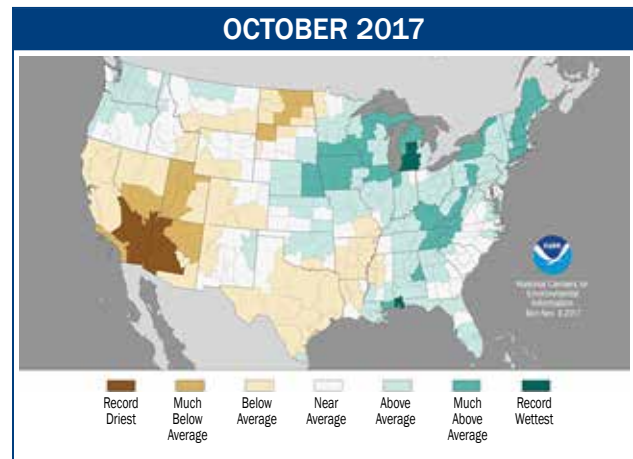 OCTOBER 2017
National Centers for
Environmental
Information
Record
Driest
Much
Below
Average
Below
Average
Near
Average
Above
Average
Much
Above
Average
Record
Wettest